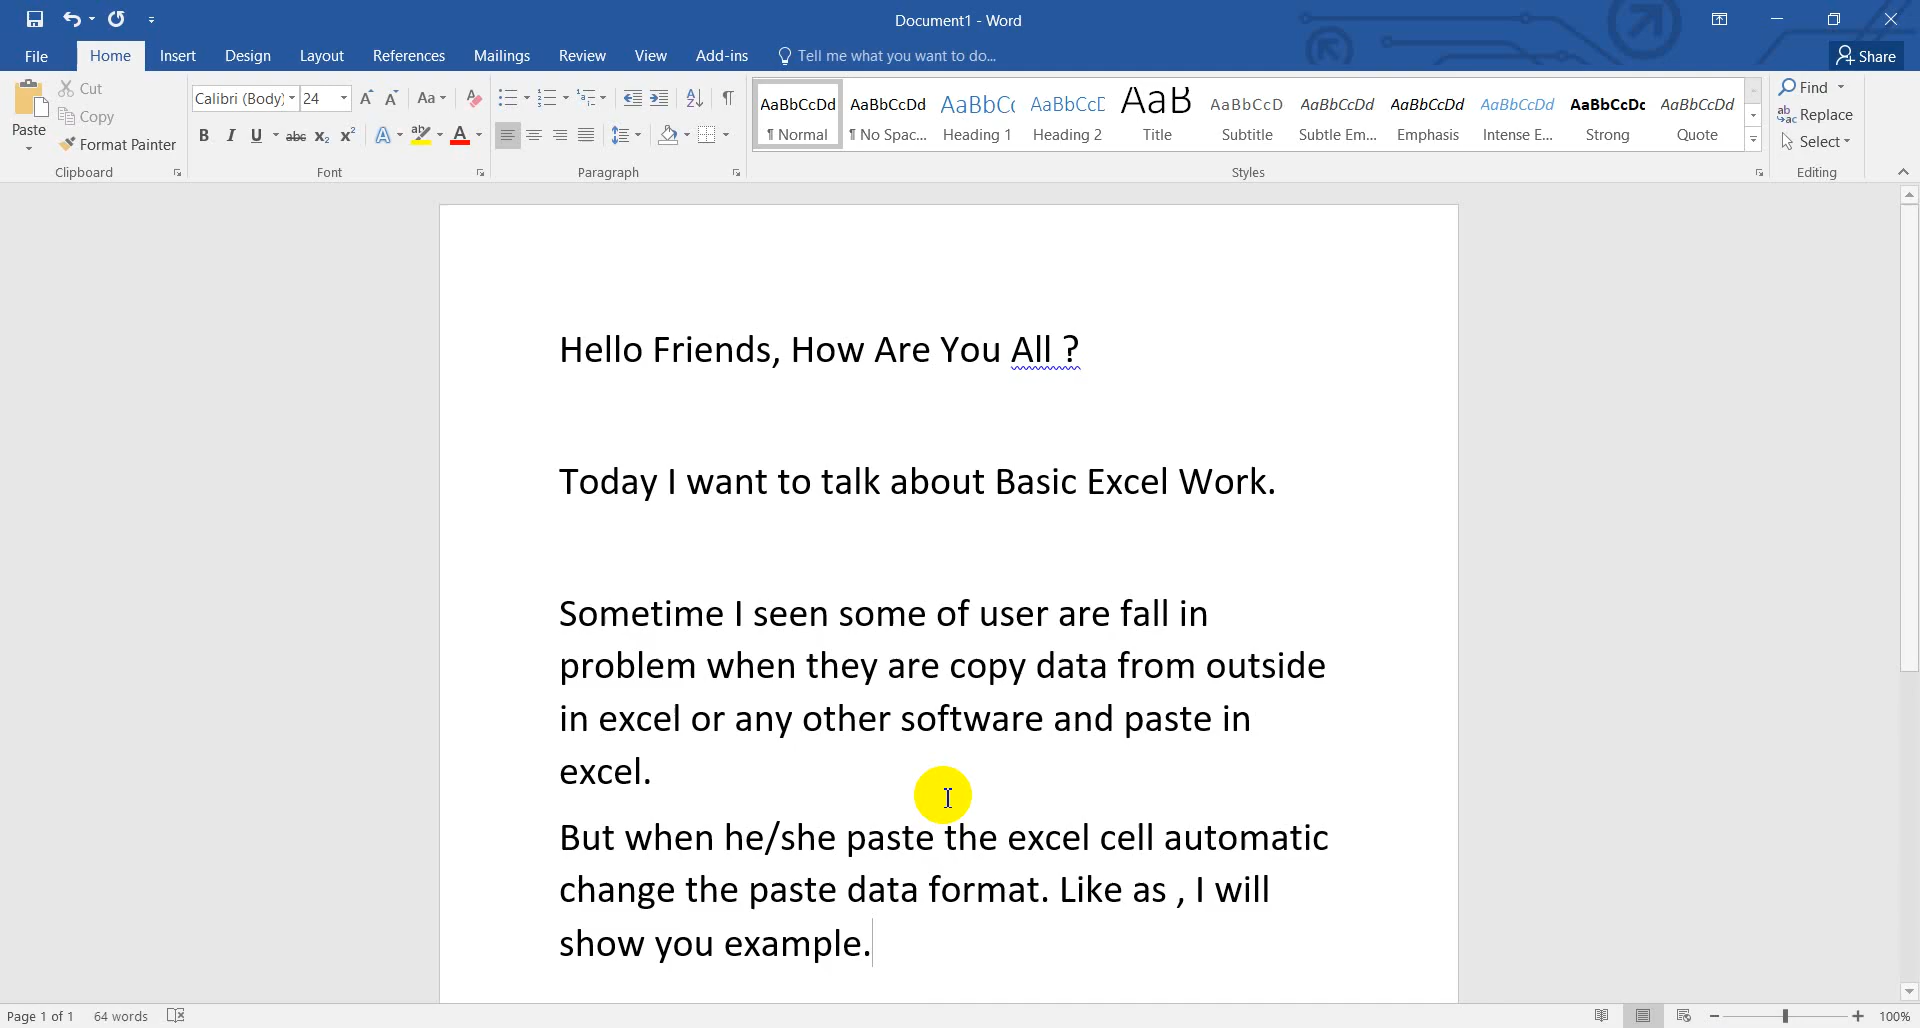 Document1 - Word
File Home Insert Design Layout References Mailings Review View Add-ins Tell me what you want to do... Share
Paste Cut Copy Format Painter
Clipboard
Calibri (Body) 24 Aa
B I U abc x₂ x² A ab A
Font
Paragraph
AaBbCcDd AaBbCcDd AaBbCc AaBbCcD AaB AaBbCcD AaBbCcDd AaBbCcDd AaBbCcDd AaBbCcDc AaBbCcDd
¶ Normal ¶ No Spac... Heading 1 Heading 2 Title Subtitle Subtle Em... Emphasis Intense E... Strong Quote
Styles
Find
Replace
Select
Editing
Hello Friends, How Are You All ?
Today I want to talk about Basic Excel Work.
Sometime I seen some of user are fall in
problem when they are copy data from outside
in excel or any other software and paste in
excel.
But when he/she paste the excel cell automatic
change the paste data format. Like as , I will
show you example.
Page 1 of 1 64 words 100%